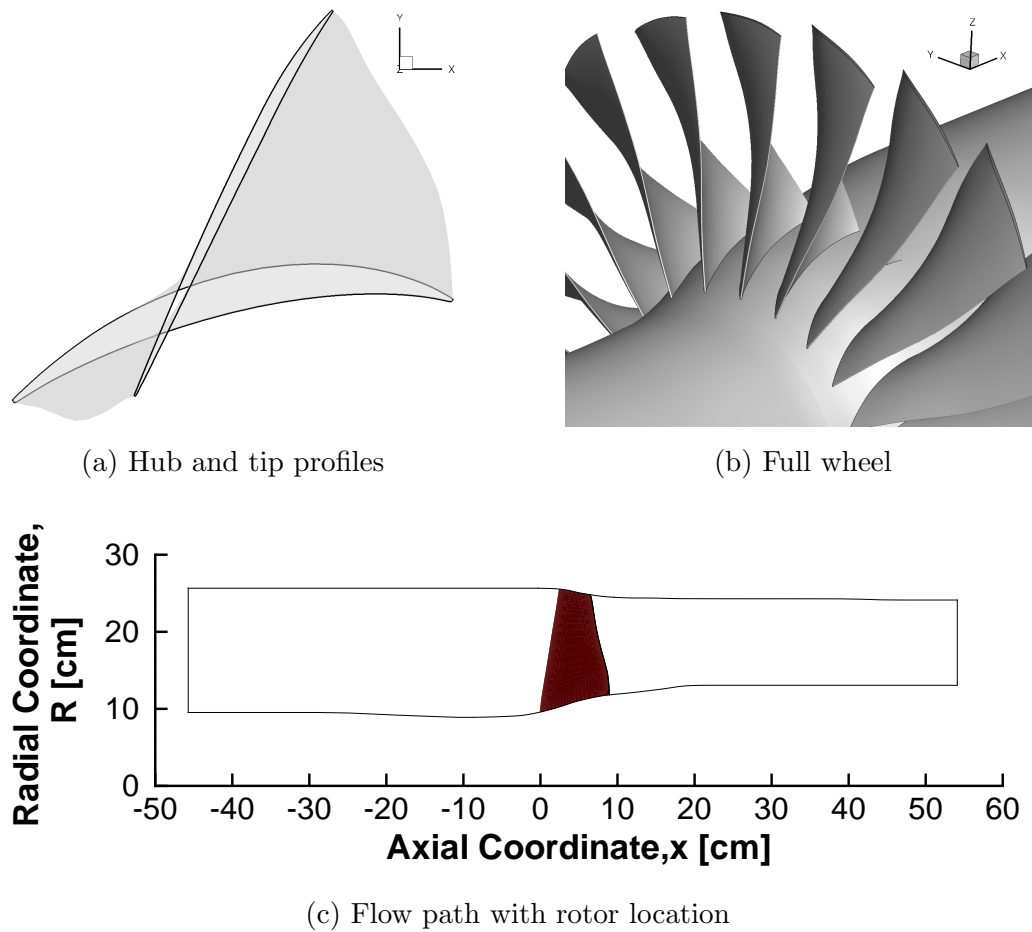 Y
Z
X
Z
Y
X
(a) Hub and tip profiles
(b) Full wheel
Radial Coordinate,
R [cm]
30
20
10
0
-50 -40 -30 -20 -10 0 10 20 30 40 50 60
Axial Coordinate,x [cm]
(c) Flow path with rotor location